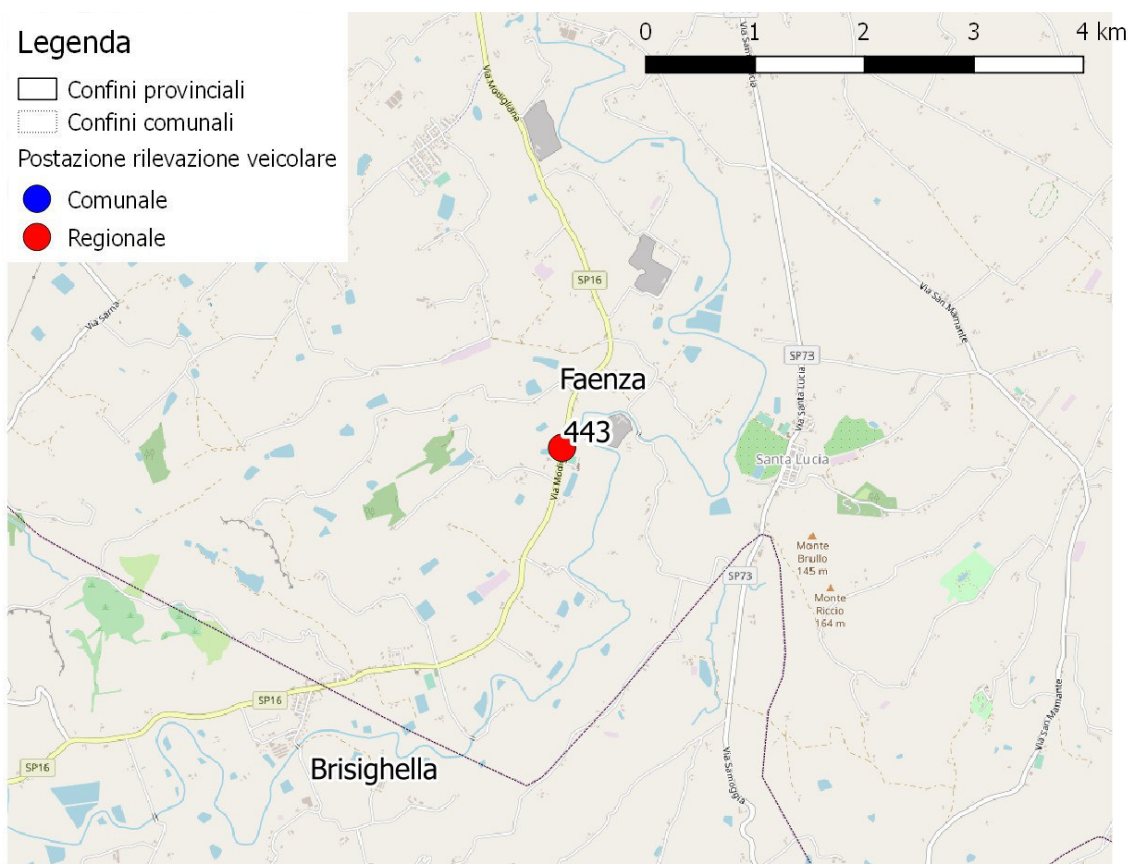 Legenda
Confini provinciali
Confini comunali
Postazione rilevazione veicolare
Comunale
Regionale
0 1 2 3 4 km
Via Modigliana
SP16
Via Sarna
Via San Mamante
SP73
Via Santa Lucia
Faenza
443
Santa Lucia
Monte
Brullo
145 m
SP73
Monte
Riccio
164 m
SP16
Via San Mamante
Brisighella
SP16
Via Samoggia